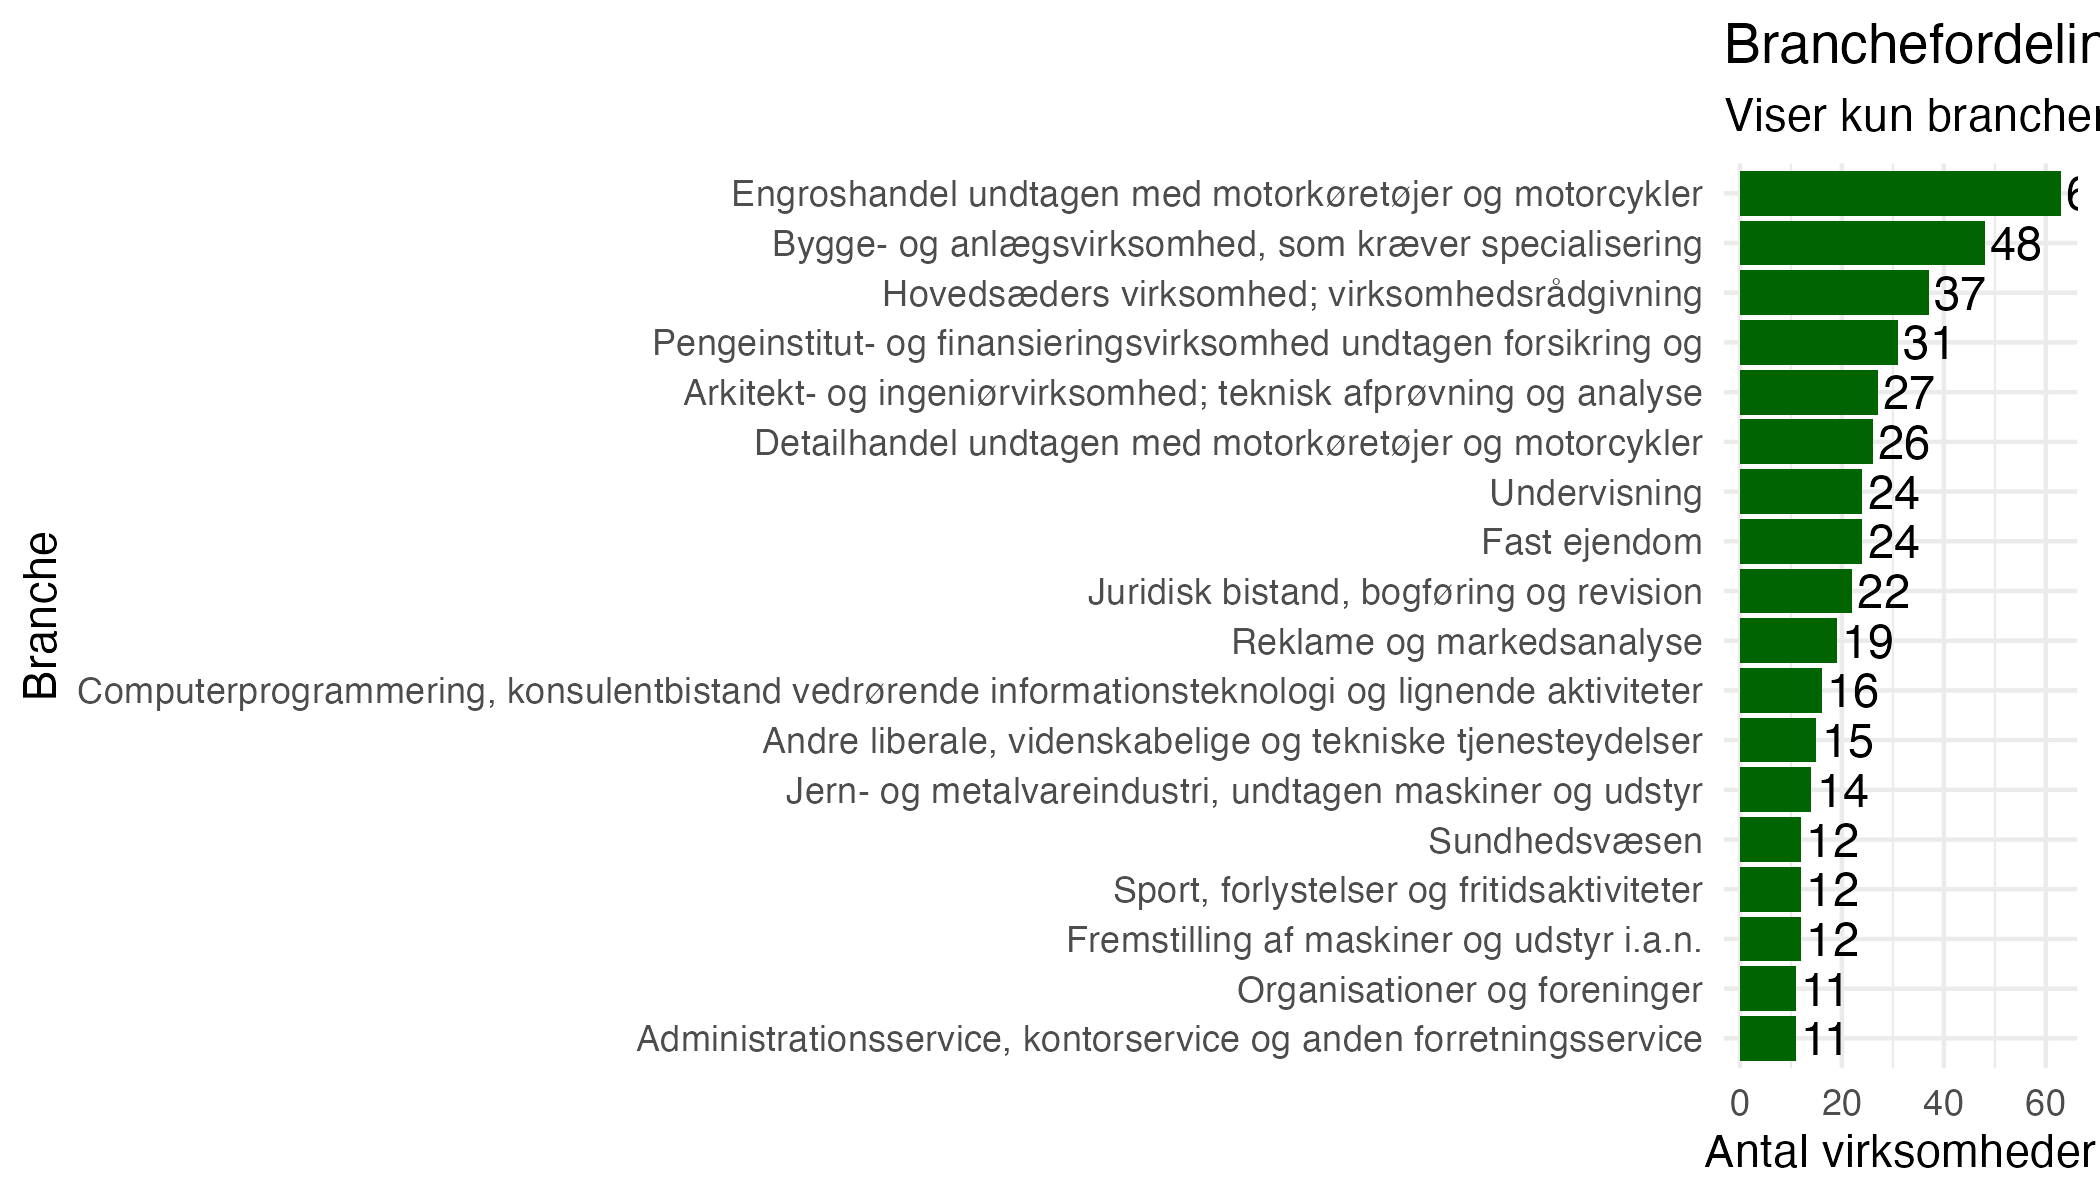 Branchefordelin
Viser kun brancher
Engroshandel undtagen med motorkøretøjer og motorcykler
Bygge- og anlægsvirksomhed, som kræver specialisering 48
Hovedsæders virksomhed; virksomhedsrådgivning 37
Pengeinstitut- og finansieringsvirksomhed undtagen forsikring og 31
Arkitekt- og ingeniørvirksomhed; teknisk afprøvning og analyse 27
Detailhandel undtagen med motorkøretøjer og motorcykler 26
Undervisning 24
Fast ejendom 24
Juridisk bistand, bogføring og revision 22
Reklame og markedsanalyse 19
Computerprogrammering, konsulentbistand vedrørende informationsteknologi og lignende aktiviteter 16
Andre liberale, videnskabelige og tekniske tjenesteydelser 15
Jern- og metalvareindustri, undtagen maskiner og udstyr 14
Sundhedsvæsen 12
Sport, forlystelser og fritidsaktiviteter 12
Fremstilling af maskiner og udstyr i.a.n. 12
Organisationer og foreninger 11
Administrationsservice, kontorservice og anden forretningsservice 11
0 20 40 60
Antal virksomheder
Branche